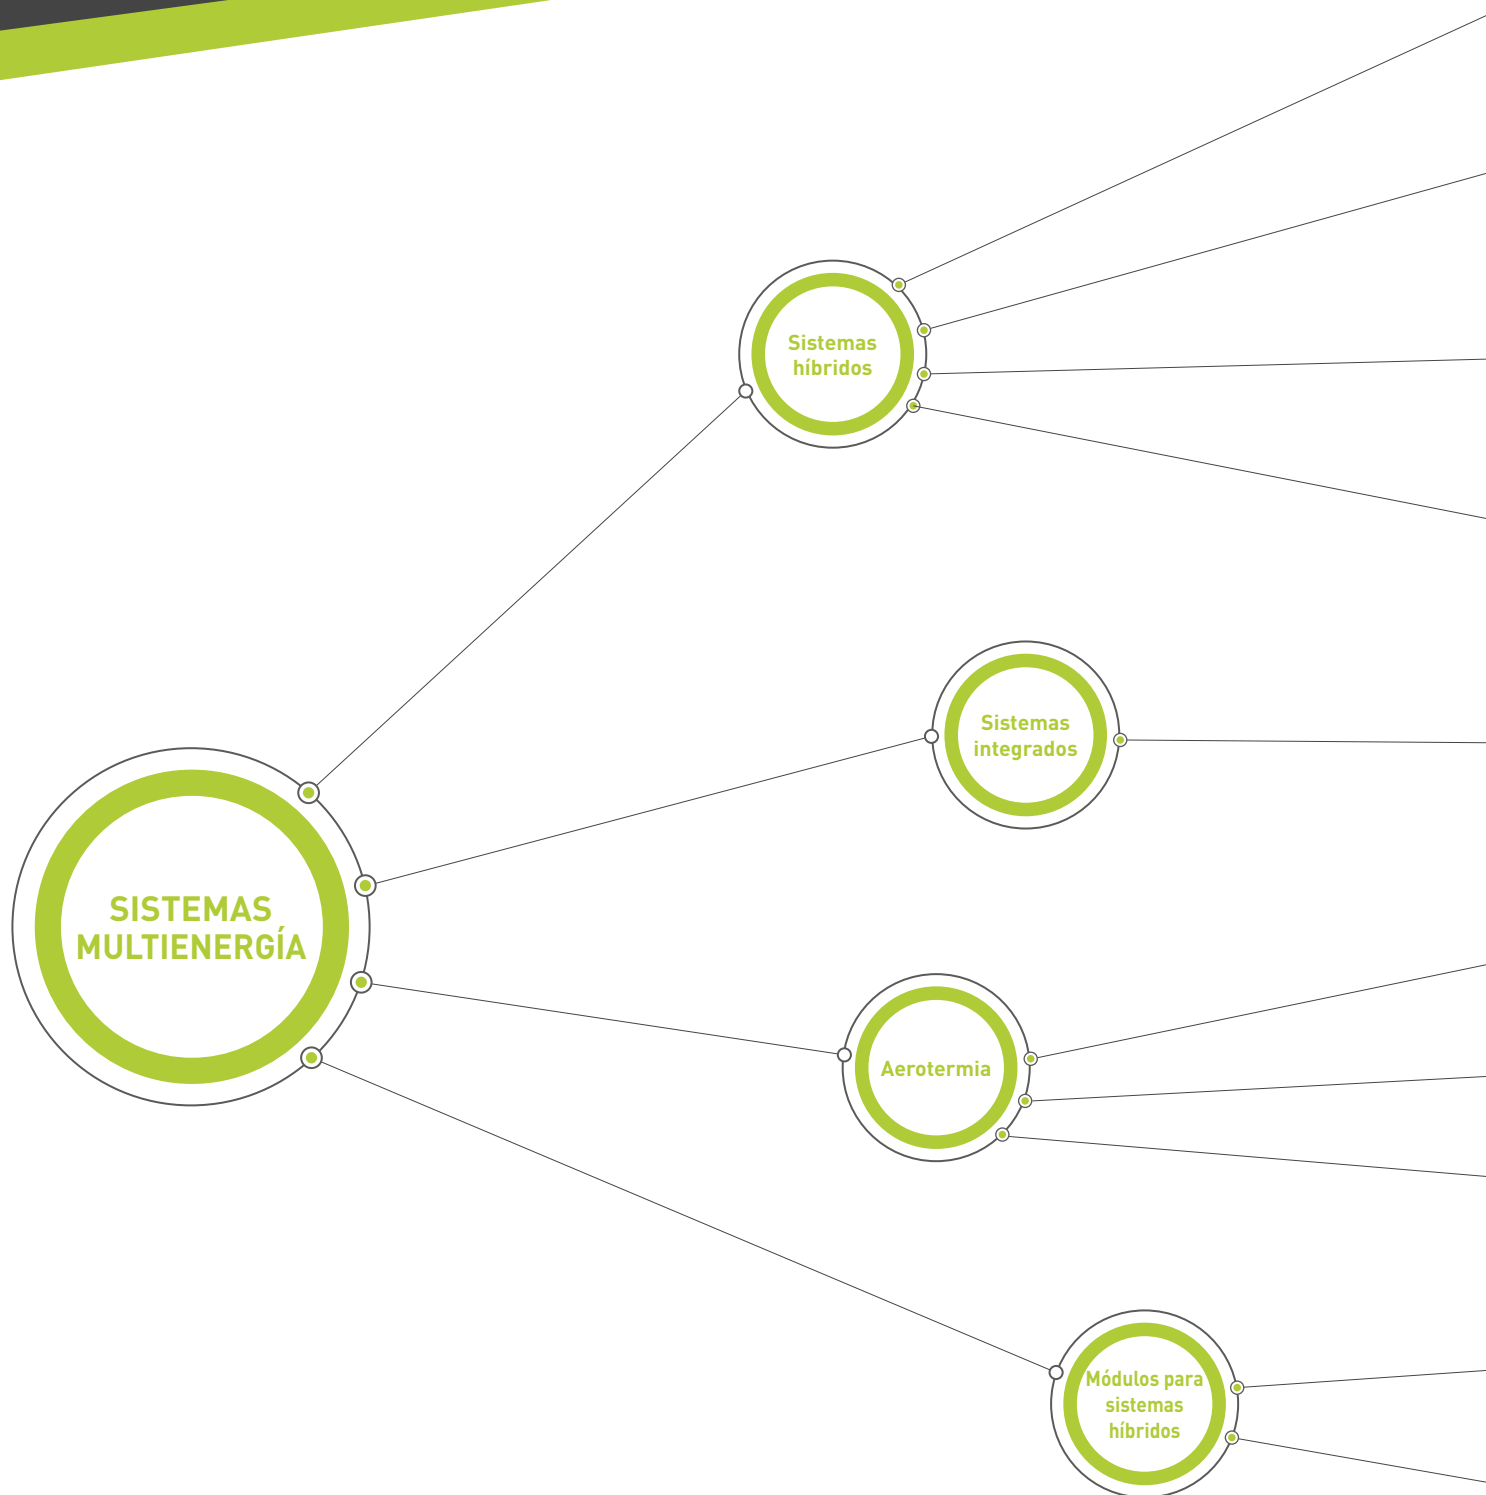 Sistemas
híbridos
Sistemas
integrados
SISTEMAS
MULTIENERGÍA
Aerotermia
Módulos para
sistemas
híbridos